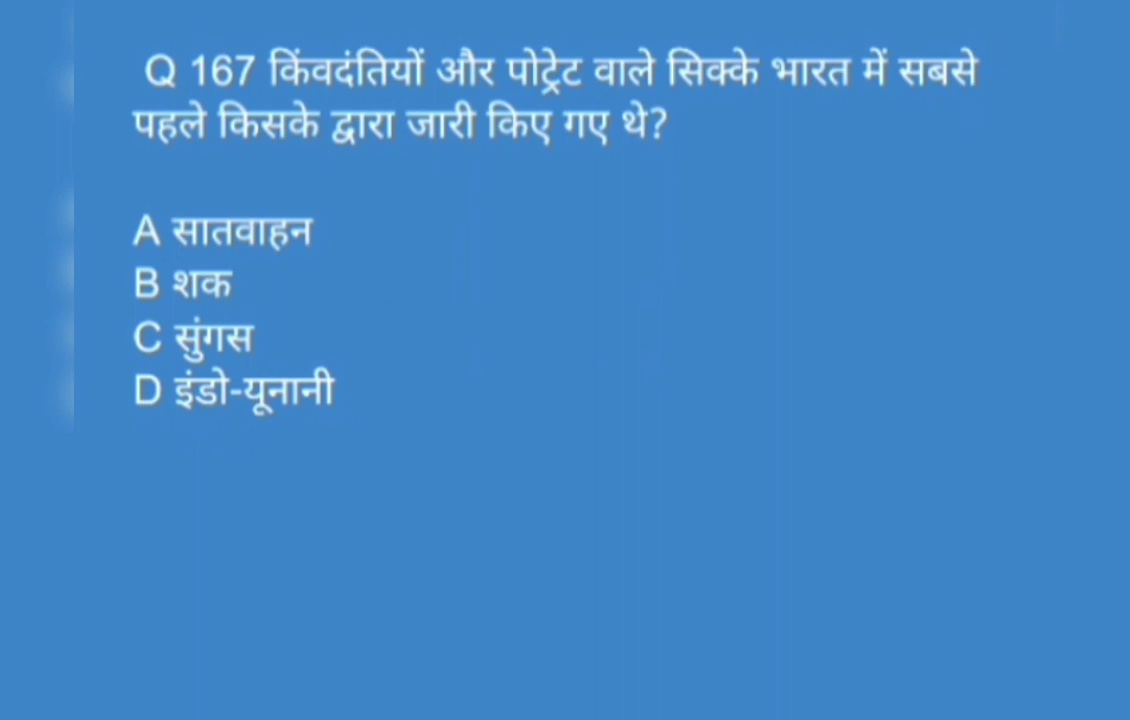 Q 167 किंवदंतियों और पोट्रेट वाले सिक्के भारत में सबसे
पहले किसके द्वारा जारी किए गए थे?
A सातवाहन
B शक
C सुंगस
D इंडो-यूनानी